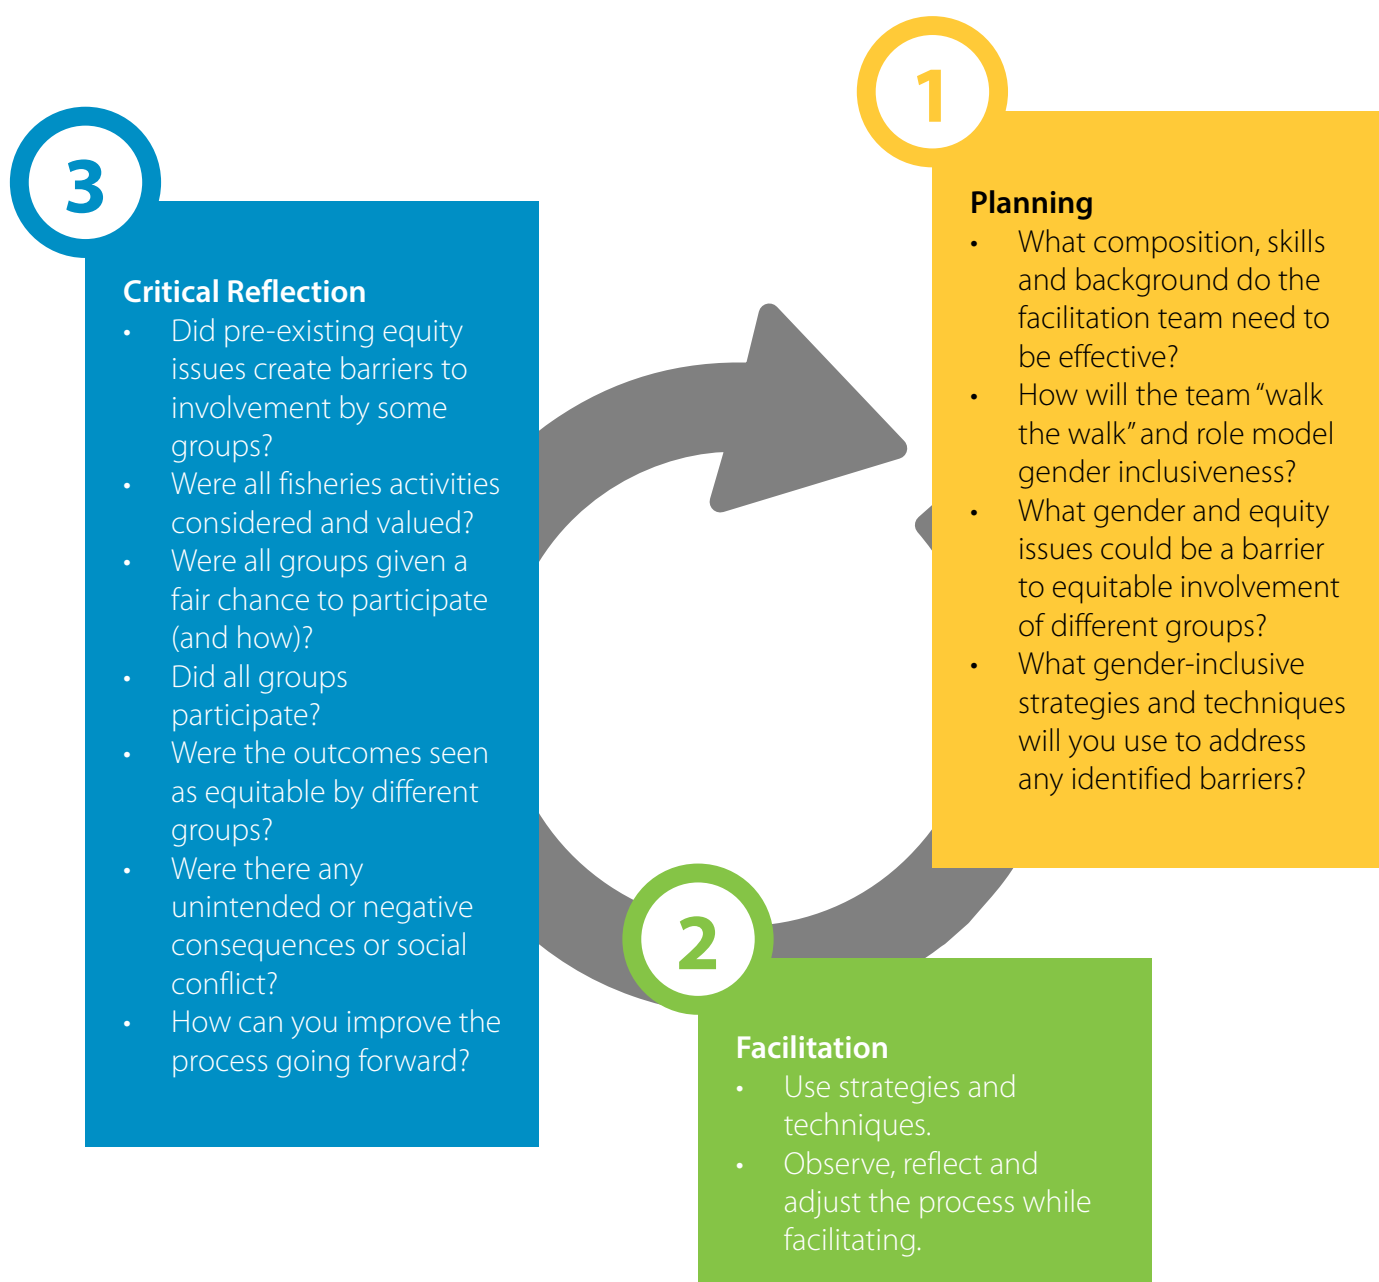 1
Planning
• What composition, skills
and background do the
facilitation team need to
be effective?
• How will the team “walk
the walk” and role model
gender inclusiveness?
• What gender and equity
issues could be a barrier
to equitable involvement
of different groups?
• What gender-inclusive
strategies and techniques
will you use to address
any identified barriers?
2
Facilitation
• Use strategies and
techniques.
• Observe, reflect and
adjust the process while
facilitating.
3
Critical Reflection
• Did pre-existing equity
issues create barriers to
involvement by some
groups?
• Were all fisheries activities
considered and valued?
• Were all groups given a
fair chance to participate
(and how)?
• Did all groups
participate?
• Were the outcomes seen
as equitable by different
groups?
• Were there any
unintended or negative
consequences or social
conflict?
• How can you improve the
process going forward?